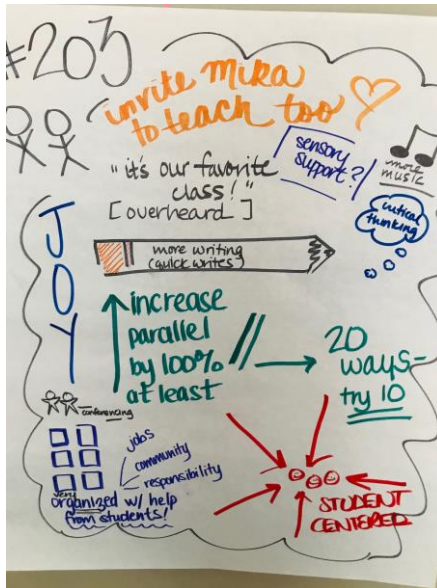 #203
invite mika
to teach too
"it's our favorite
class!"
[overheard]
sensory
support?
more
music
critical
thinking
JOY
more writing
(quick writes)
increase
parallel
by 100%
at least
20
ways-
try 10
conferencing
jobs
community
responsibility
very
organized w/ help
from students!
STUDENT
CENTERED